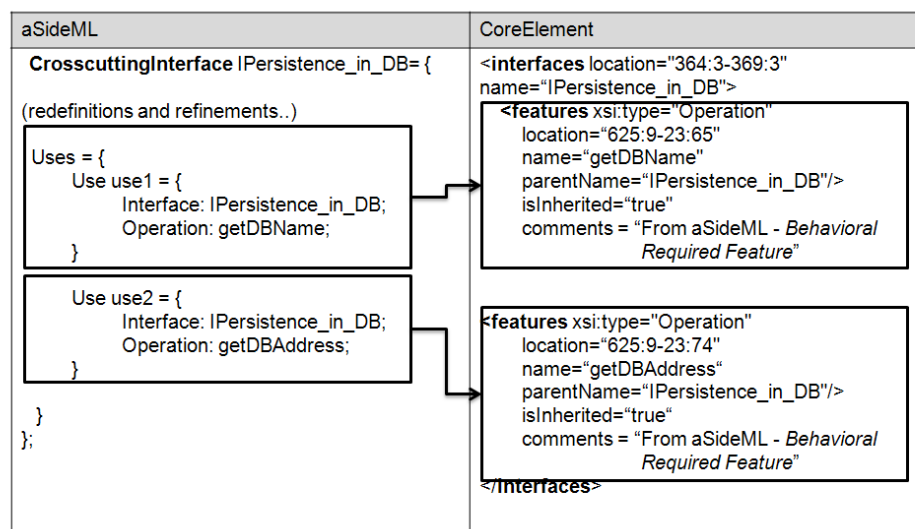 aSideML
CrosscuttingInterface IPersistence_in_DB= {
(redefinitions and refinements..)
Uses = {
Use use1 = {
Interface: IPersistence_in_DB;
Operation: getDBName;
}
Use use2 = {
Interface: IPersistence_in_DB;
Operation: getDBAddress;
}
}
};
CoreElement
<interfaces location="364:3-369:3"
name=“IPersistence_in_DB">
<features xsi:type="Operation"
location=“625:9-23:65"
name=“getDBName"
parentName=“IPersistence_in_DB"/>
isInherited=“true"
comments = “From aSideML - Behavioral
Required Feature”
<features xsi:type="Operation"
location=“625:9-23:74"
name=“getDBAddress“
parentName=“IPersistence_in_DB"/>
isInherited=“true“
comments = “From aSideML - Behavioral
Required Feature”
</interfaces>